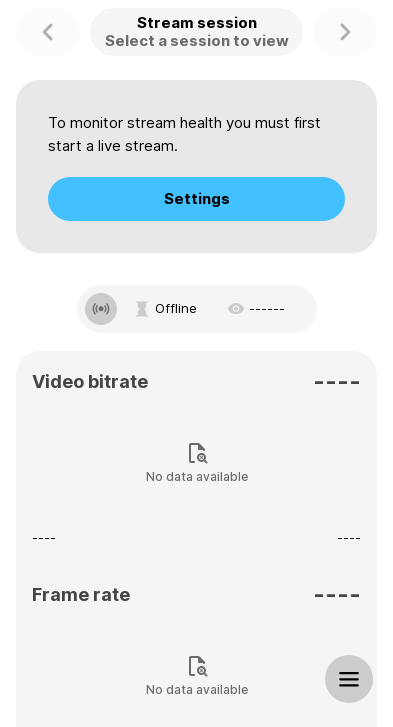 Stream session
Select a session to view
To monitor stream health you must first
start a live stream.
Settings
Offline
------
Video bitrate
----
No data available
----
----
Frame rate
----
No data available